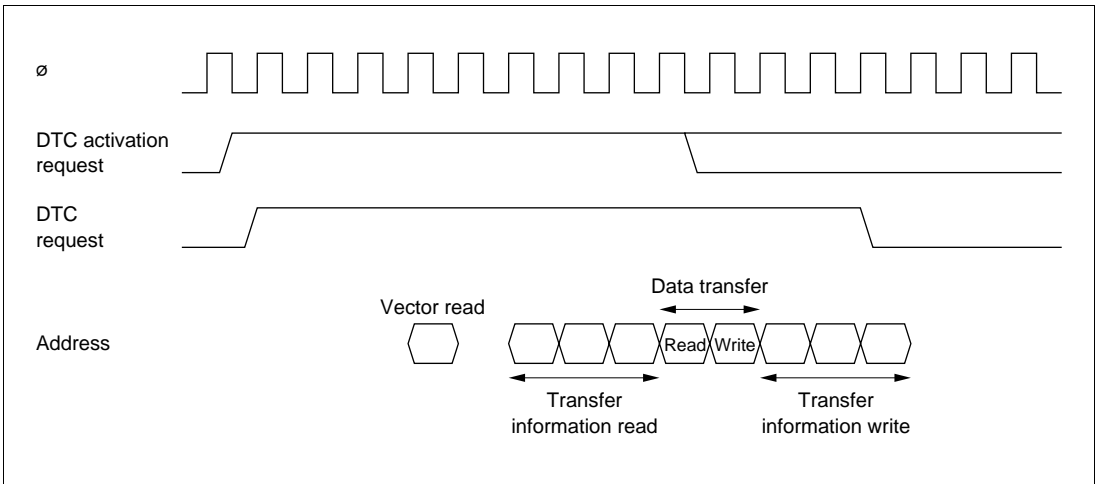 ø
DTC activation
request
DTC
request
Data transfer
Vector read
Address
Read Write
Transfer
information read
Transfer
information write